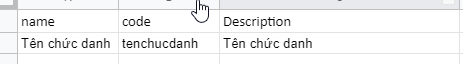 name code Description
Tên chức danh tenchucdanh Tên chức danh